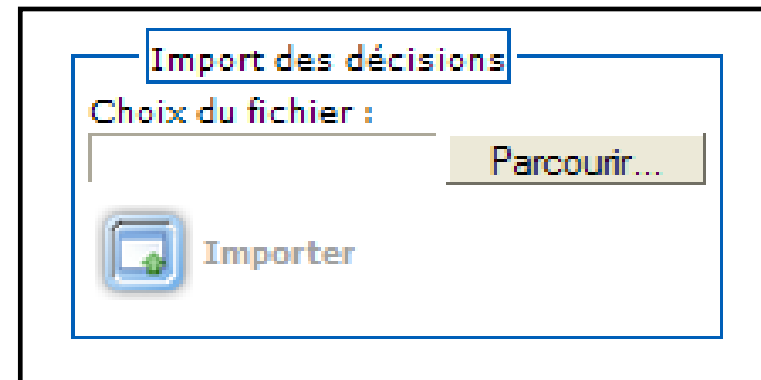 Import des décisions
Choix du fichier :
Parcourir...
Importer